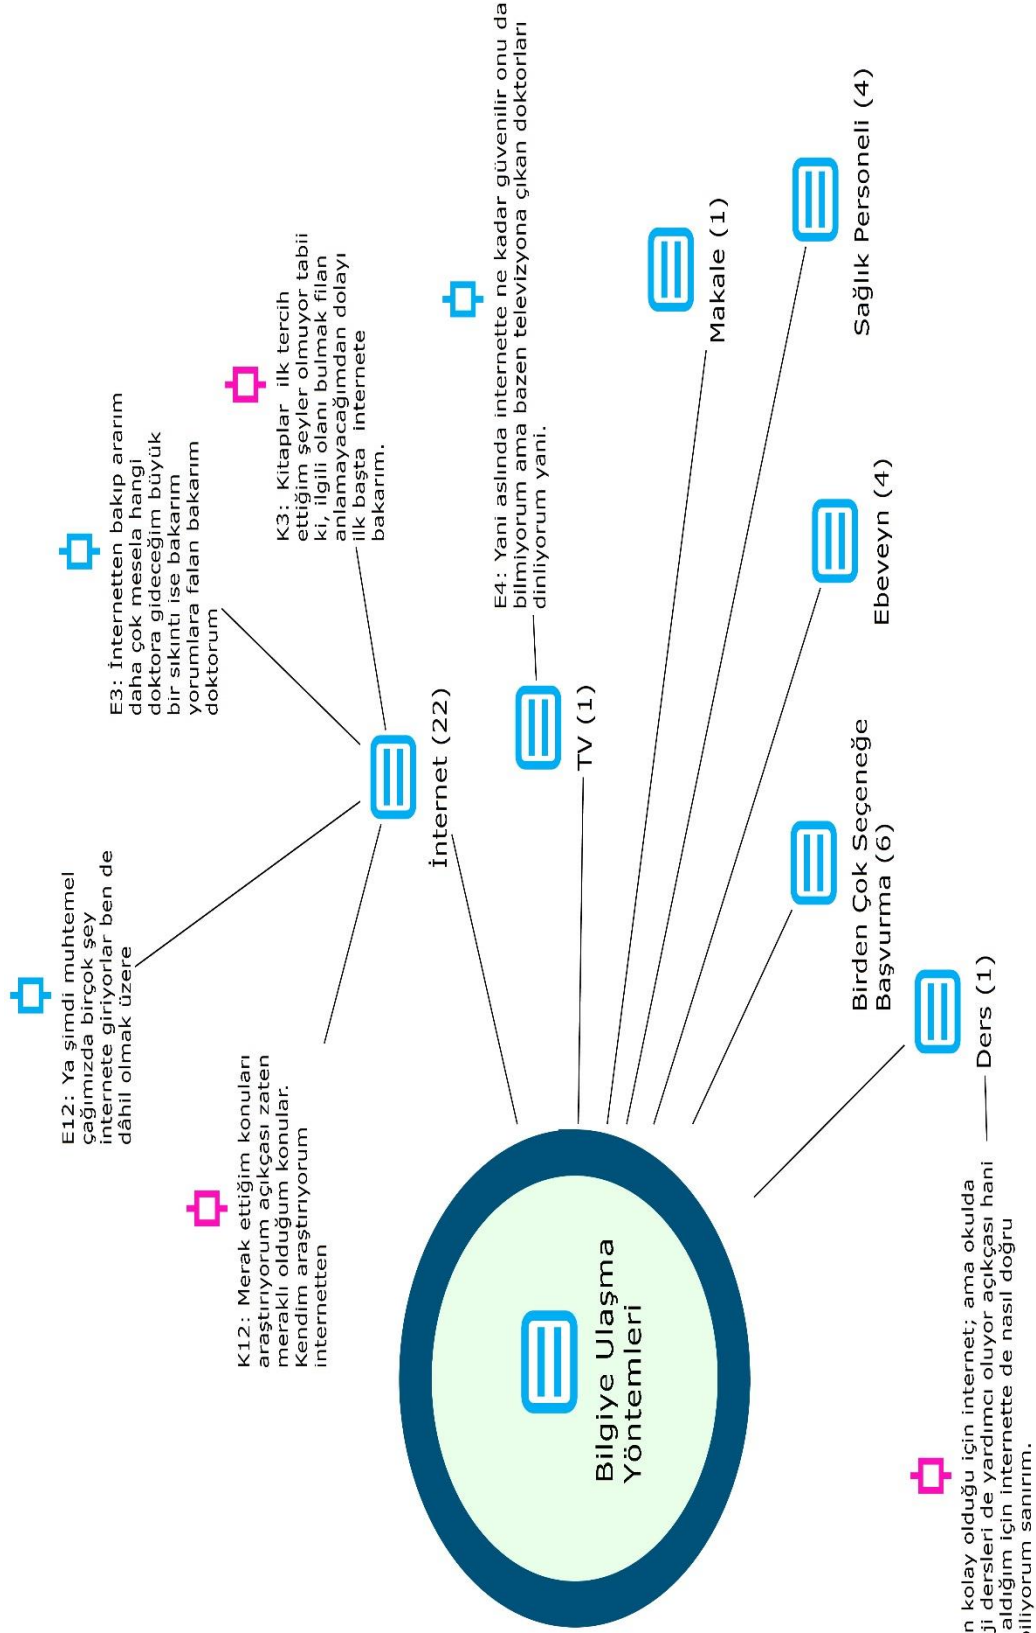 E12: Ya şimdi muhtemel
çağımızda birçok şey
internete giriyorlar ben de
dâhil olmak üzere
E3: İnternetten bakıp ararım
daha çok mesela hangi
doktora gideceğim büyük
bir sıkıntı ise bakarım
yorumlara falan bakarım
doktorum
K12: Merak ettiğim konuları
araştırıyorum açıkçası zaten
meraklı olduğum konular.
Kendim araştırıyorum
internetten
K3: Kitaplar ilk tercih
ettiğim şeyler olmuyor tabii
ki, ilgili olanı bulmak filan
anlamayacağımdan dolayı
ilk başta internete
bakarım.
İnternet (22)
E4: Yani aslında internette ne kadar güvenilir onu da
bilmiyorum ama bazen televizyona çıkan doktorları
dinliyorum yani.
TV (1)
Bilgiye Ulaşma
Yöntemleri
Makale (1)
Sağlık Personeli (4)
Ebeveyn (4)
Birden Çok Seçeneğe
Başvurma (6)
Ders (1)
n kolay olduğu için internet; ama okulda
ji dersleri de yardımcı oluyor açıkçası hani
aldığım için internette de nasıl doğru
biliyorum sanırım.